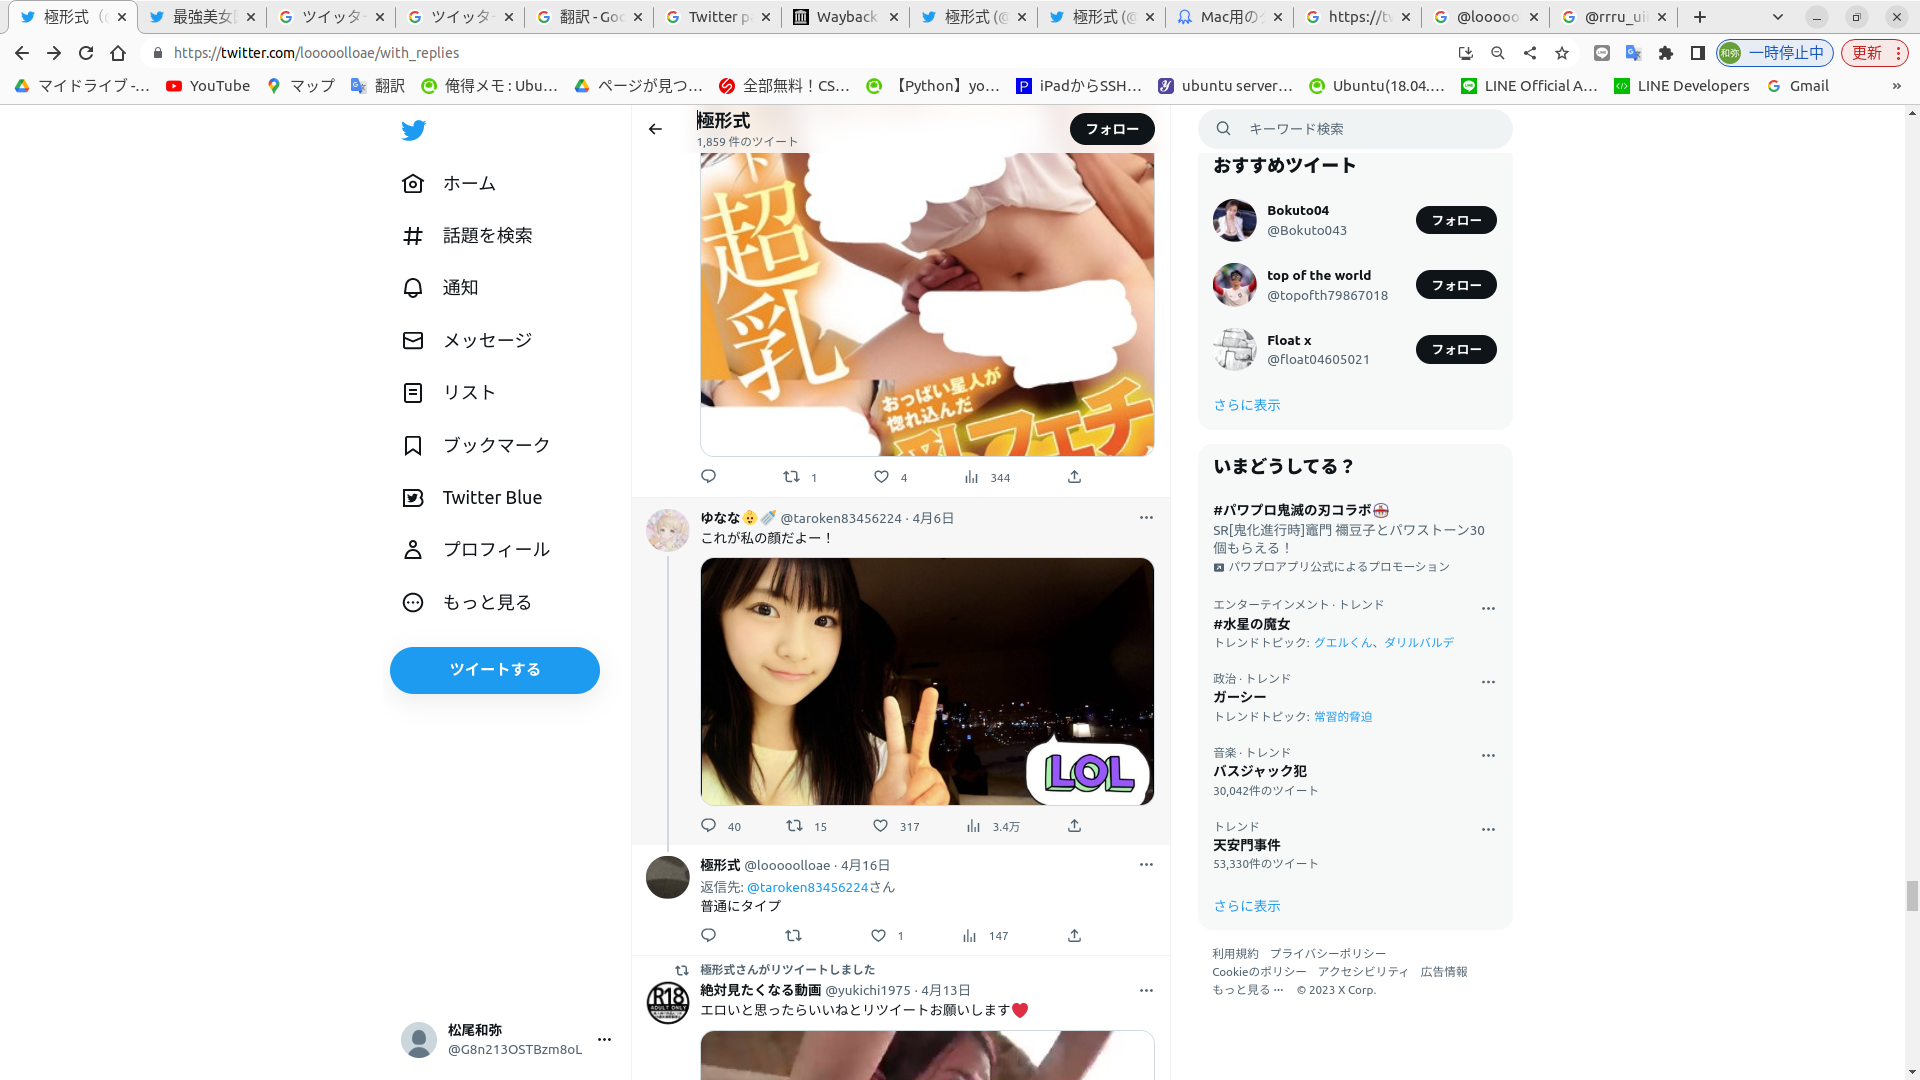 極形式 (@
最強美女図
ツイッター
ツイッター
翻訳 - Goo
Twitter p
Wayback
極形式 (@
極形式 (@
Mac用の
https://tw
@looooo
@rrru_uii
https://twitter.com/looooolloae/with_replies
和弥 一時停止中
更新
マイドライブ -…
YouTube
マップ
翻訳
俺得メモ : Ubu…
ページが見つ…
全部無料！CS…
【Python】yo…
iPadからSSH…
ubuntu server…
Ubuntu(18.04.…
LINE Official A…
LINE Developers
Gmail
»
ホーム
話題を検索
通知
メッセージ
リスト
ブックマーク
Twitter Blue
プロフィール
もっと見る
ツイートする
松尾和弥
@G8n213OSTBzm8oL
極形式
1,859 件のツイート
フォロー
超乳
おっぱい星人が
惚れ込んだ
乳フェチ
1 4 344
ゆなな @taroken83456224 · 4月6日
これが私の顔だよー！
LOL
40 15 317 3.4万
極形式 @looooolloae · 4月16日
返信先: @taroken83456224さん
普通にタイプ
1 147
極形式さんがリツイートしました
R18
ADULT ONLY
絶対見たくなる動画 @yukichi1975 · 4月13日
エロいと思ったらいいねとリツイートお願いします
キーワード検索
おすすめツイート
Bokuto04
@Bokuto043
フォロー
top of the world
@topofth79867018
フォロー
Float x
@float04605021
フォロー
さらに表示
いまどうしてる？
#パワプロ鬼滅の刃コラボ
SR[鬼化進行時]竈門 禰豆子とパワストーン30
個もらえる！
パワプロアプリ公式によるプロモーション
エンターテインメント · トレンド
#水星の魔女
トレンドトピック: グエルくん、ダリルバルデ
政治 · トレンド
ガーシー
トレンドトピック: 常習的脅迫
音楽 · トレンド
バスジャック犯
30,042件のツイート
トレンド
天安門事件
53,330件のツイート
さらに表示
利用規約 プライバシーポリシー
Cookieのポリシー アクセシビリティ 広告情報
もっと見る ··· © 2023 X Corp.